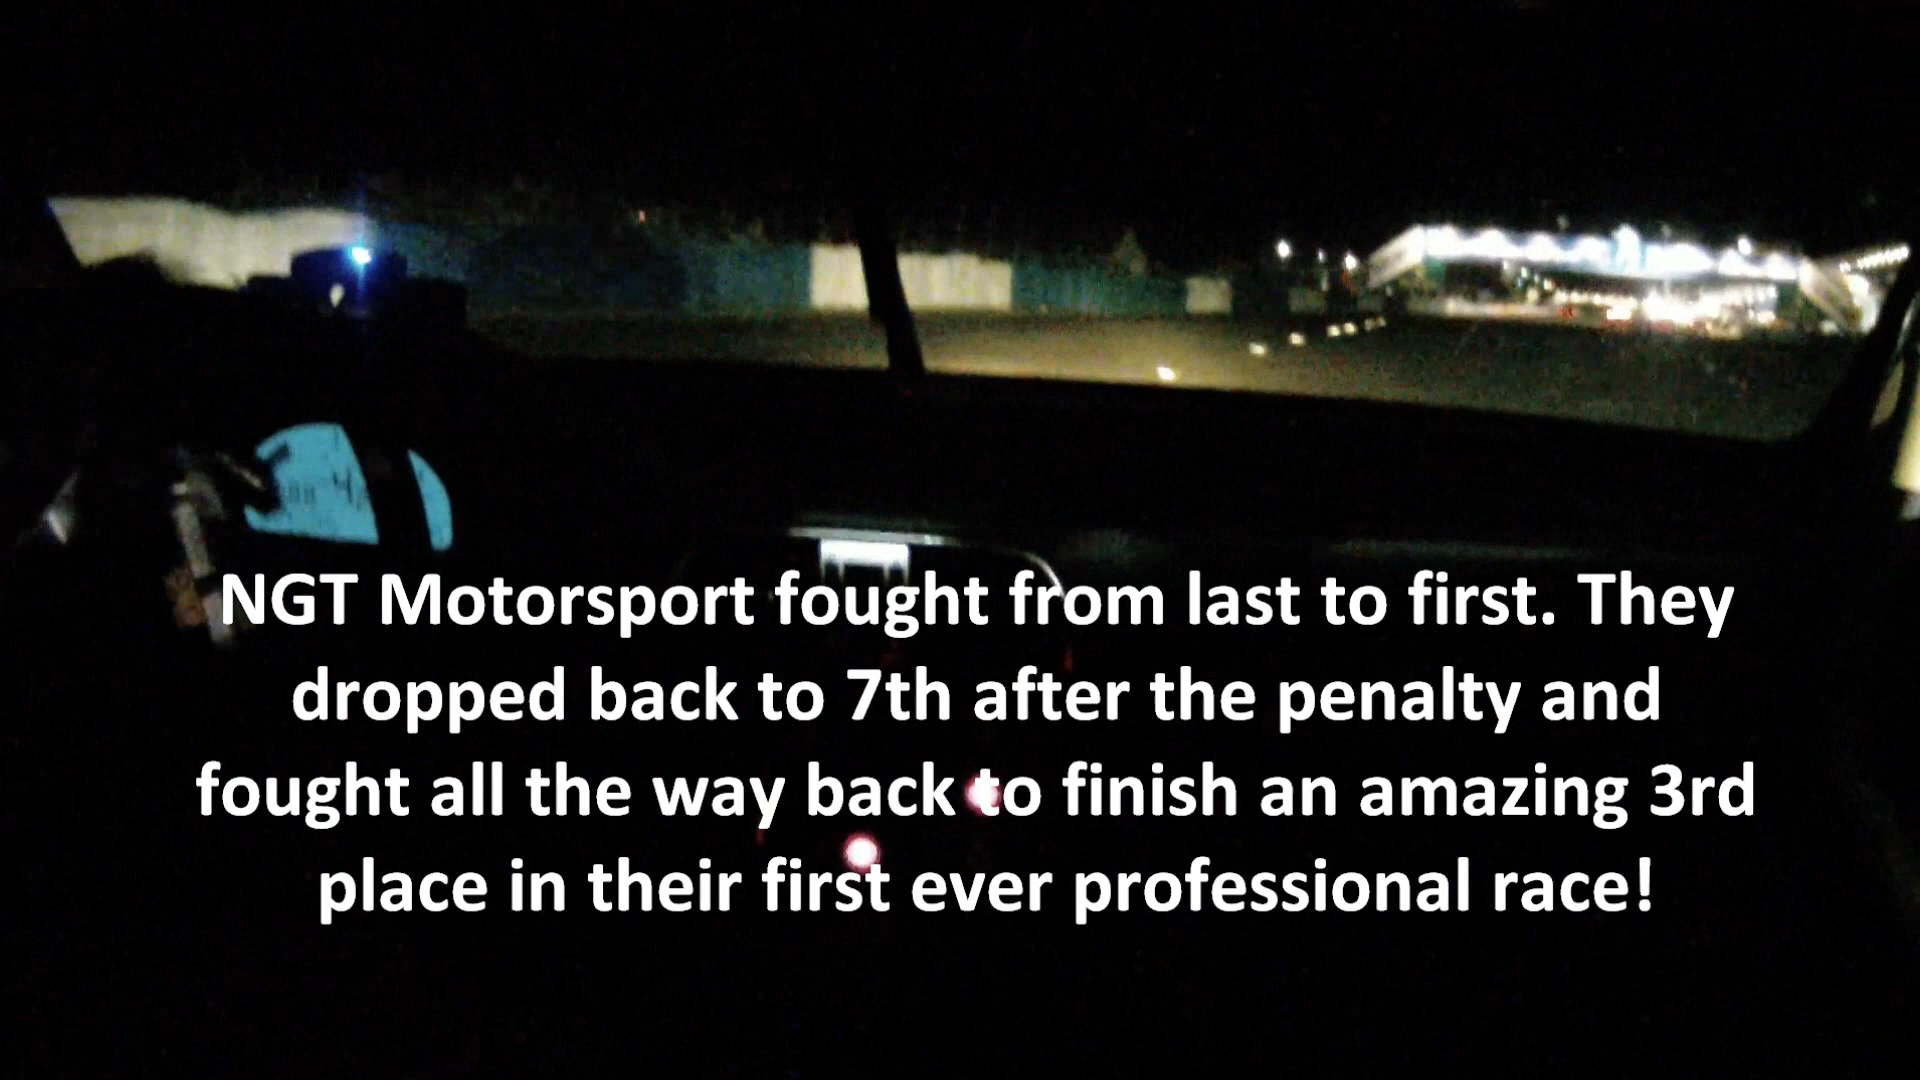 NGT Motorsport fought from last to first. They
dropped back to 7th after the penalty and
fought all the way back to finish an amazing 3rd
place in their first ever professional race!